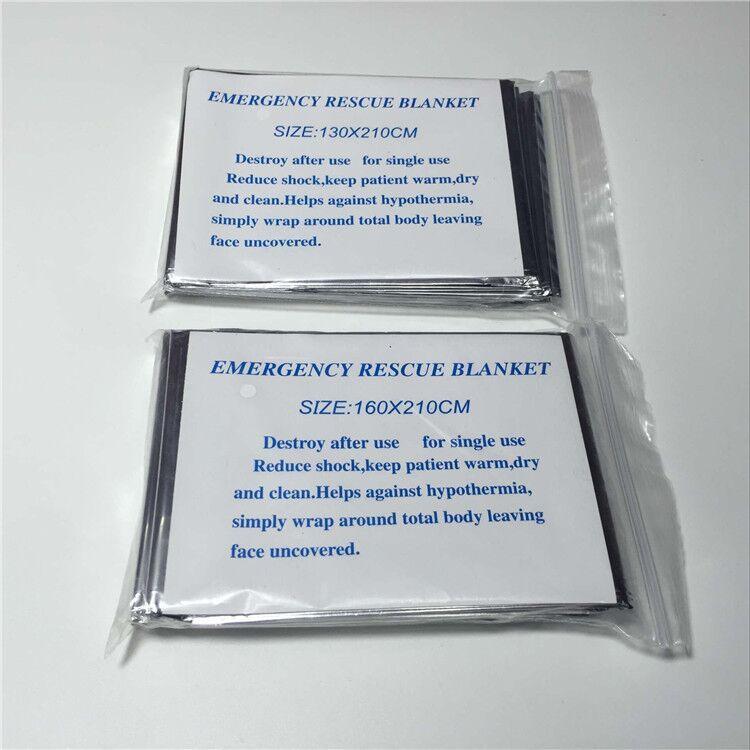 EMERGENCY RESCUE BLANKET
SIZE:130X210CM
Destroy after use for single use
Reduce shock,keep patient warm,dry
and clean.Helps against hypothermia,
simply wrap around total body leaving
face uncovered.
EMERGENCY RESCUE BLANKET
SIZE:160X210CM
Destroy after use for single use
Reduce shock,keep patient warm,dry
and clean.Helps against hypothermia,
simply wrap around total body leaving
face uncovered.